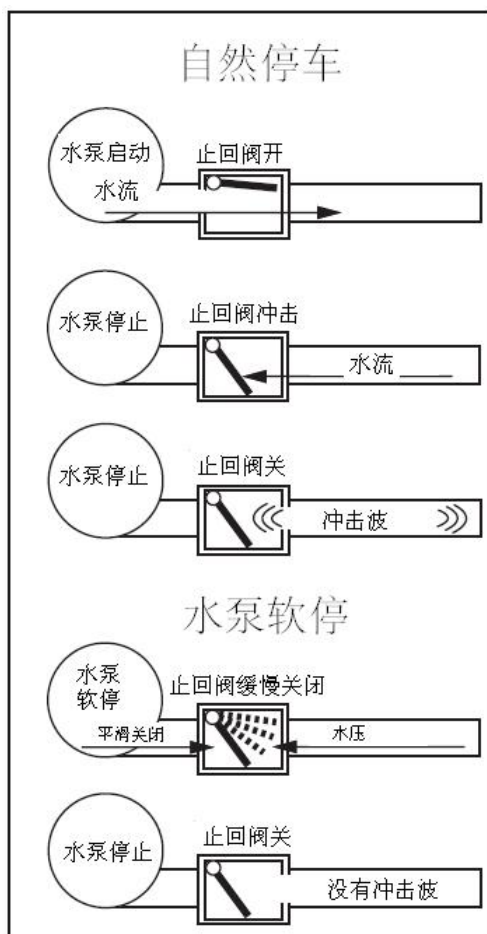 自然停车
水泵启动
止回阀开
水流
水泵停止
止回阀冲击
水流
水泵停止
止回阀关
冲击波
水泵软停
水泵
软停
止回阀缓慢关闭
平滑关闭
水压
水泵停止
止回阀关
没有冲击波